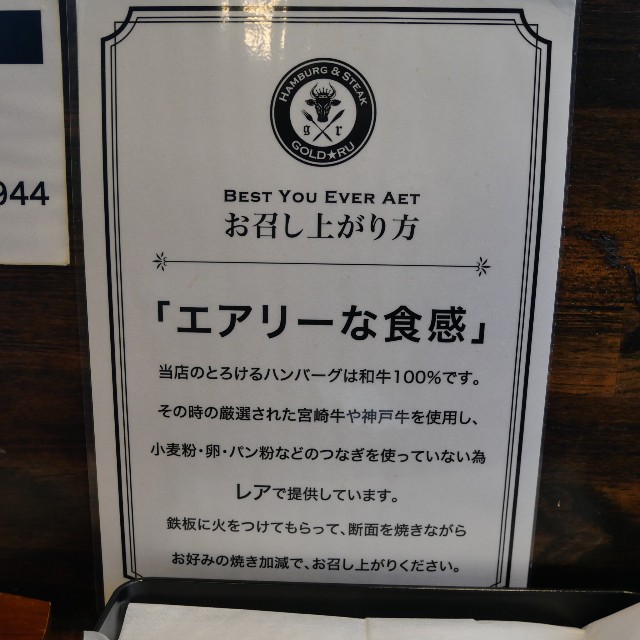 944
HAMBURG & STEAK
g r
GOLD★RU
BEST YOU EVER AET
お召し上がり方
「エアリーな食感」
当店のとろけるハンバーグは和牛100%です。
その時の厳選された宮崎牛や神戸牛を使用し、
小麦粉・卵・パン粉などのつなぎを使っていない為
レアで提供しています。
鉄板に火をつけてもらって、断面を焼きながら
お好みの焼き加減で、お召し上がりください。